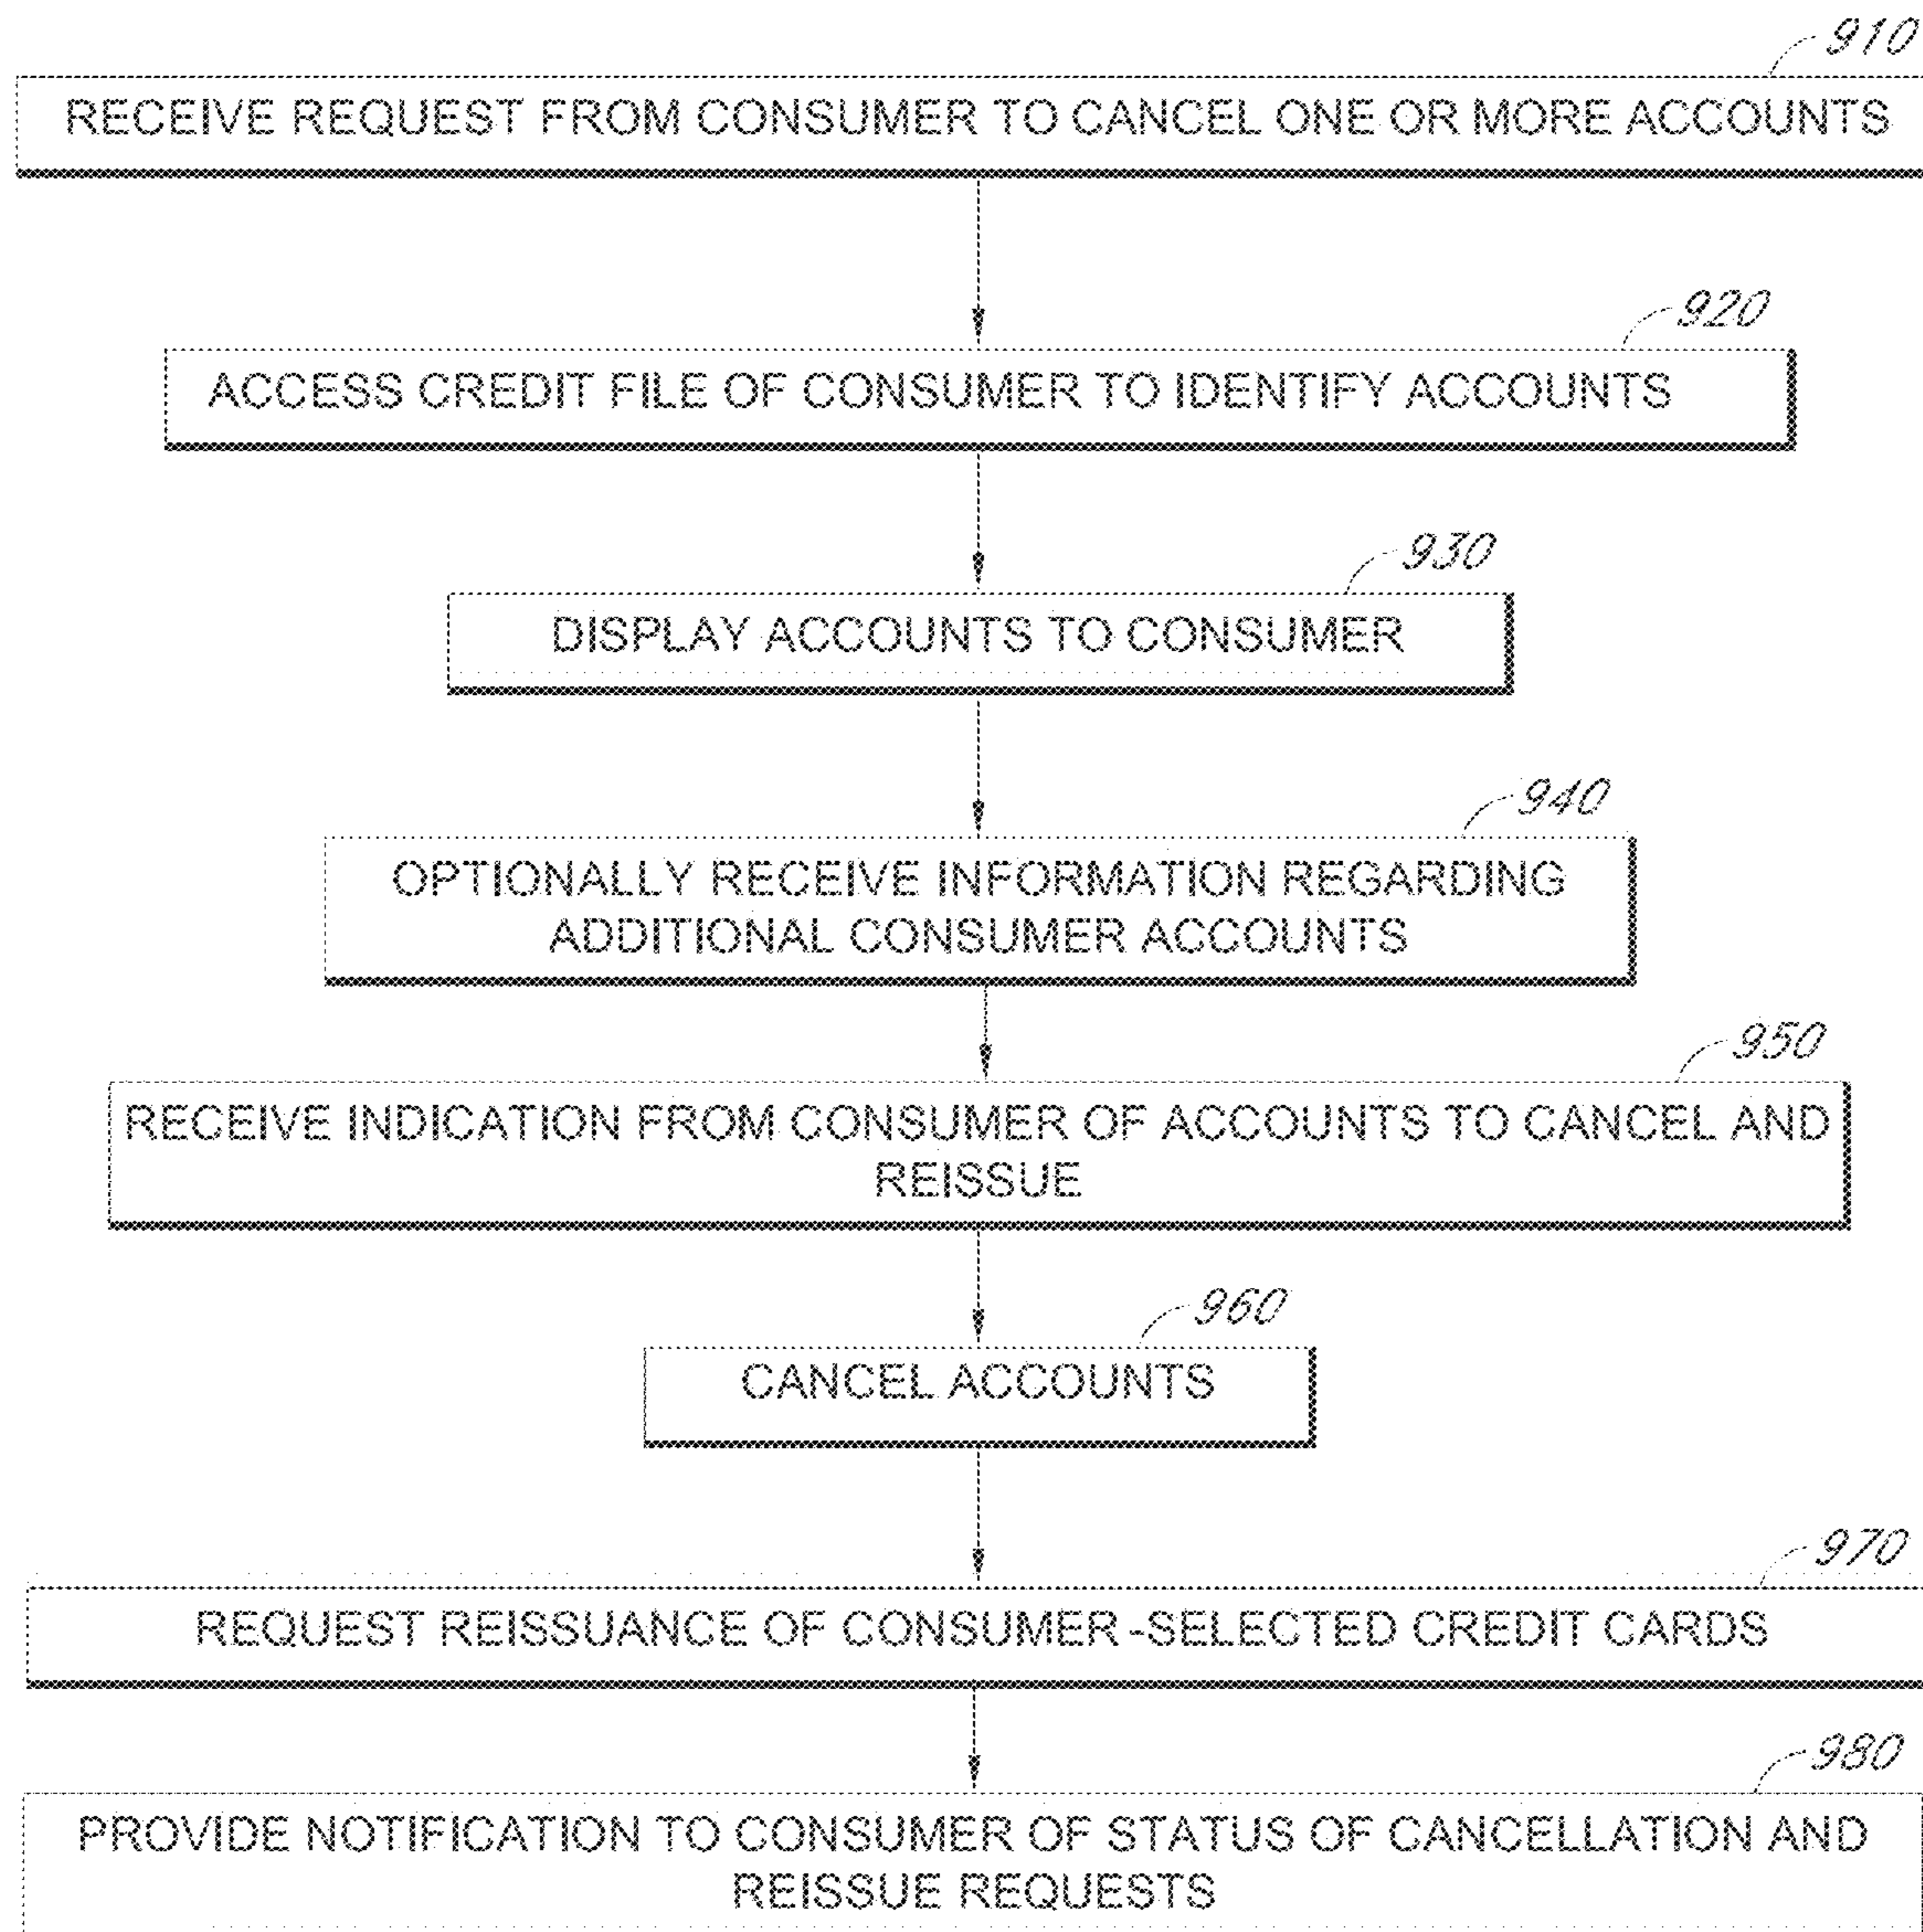 910
RECEIVE REQUEST FROM CONSUMER TO CANCEL ONE OR MORE ACCOUNTS
920
ACCESS CREDIT FILE OF CONSUMER TO IDENTIFY ACCOUNTS
930
DISPLAY ACCOUNTS TO CONSUMER
940
OPTIONALLY RECEIVE INFORMATION REGARDING
ADDITIONAL CONSUMER ACCOUNTS
950
RECEIVE INDICATION FROM CONSUMER OF ACCOUNTS TO CANCEL AND
REISSUE
960
CANCEL ACCOUNTS
970
REQUEST REISSUANCE OF CONSUMER-SELECTED CREDIT CARDS
980
PROVIDE NOTIFICATION TO CONSUMER OF STATUS OF CANCELLATION AND
REISSUE REQUESTS